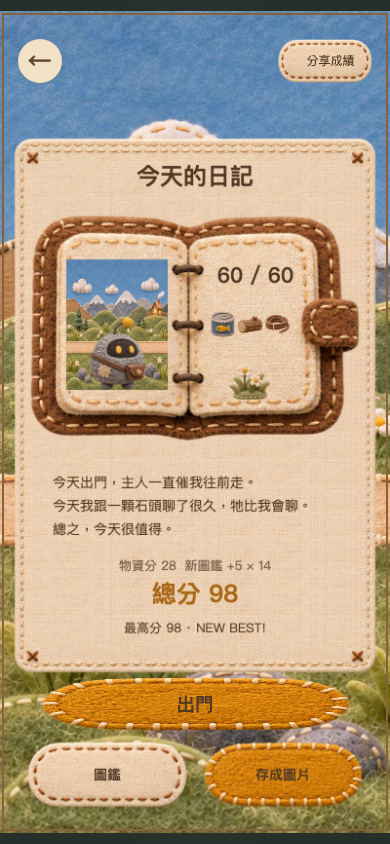 分享成績
今天的日記
60 / 60
今天出門，主人一直催我往前走。
今天我跟一顆石頭聊了很久，牠比我會聊。
總之，今天很值得。
物資分 28 新圖鑑 +5 × 14
總分 98
最高分 98 · NEW BEST!
出門
圖鑑
存成圖片